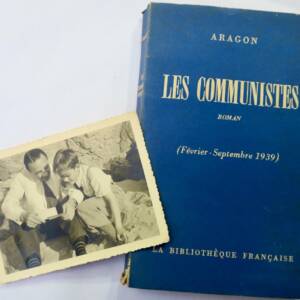 ARAGON
LES COMMUNISTES
ROMAN
(Février-Septembre 1939)
LA BIBLIOTHÈQUE FRANÇAISE